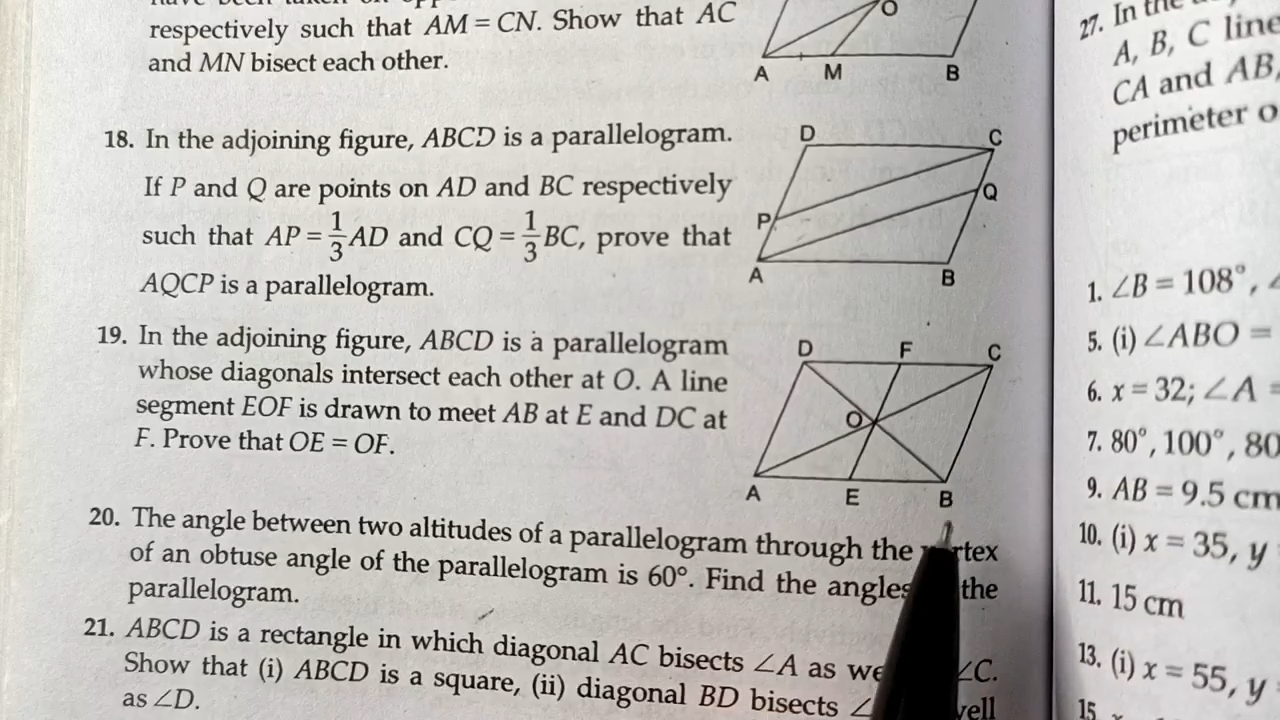 respectively such that AM = CN. Show that AC
and MN bisect each other.
O
A M B
18. In the adjoining figure, ABCD is a parallelogram.
If P and Q are points on AD and BC respectively
such that AP = 1/3 AD and CQ = 1/3 BC, prove that
AQCP is a parallelogram.
D C
Q
P
A B
19. In the adjoining figure, ABCD is a parallelogram
whose diagonals intersect each other at O. A line
segment EOF is drawn to meet AB at E and DC at
F. Prove that OE = OF.
D F C
O
A E B
20. The angle between two altitudes of a parallelogram through the
of an obtuse angle of the parallelogram is 60°. Find the angles the
parallelogram.
21. ABCD is a rectangle in which diagonal AC bisects ∠A as ∠C.
Show that (i) ABCD is a square, (ii) diagonal BD bisects ∠
as ∠D.
27. In the
A, B, C line
CA and AB,
perimeter o
1. ∠B = 108°, ∠
5. (i) ∠ABO =
6. x = 32; ∠A =
7. 80°, 100°, 80
9. AB = 9.5 cm
10. (i) x = 35, y
11. 15 cm
13. (i) x = 55, y
15.